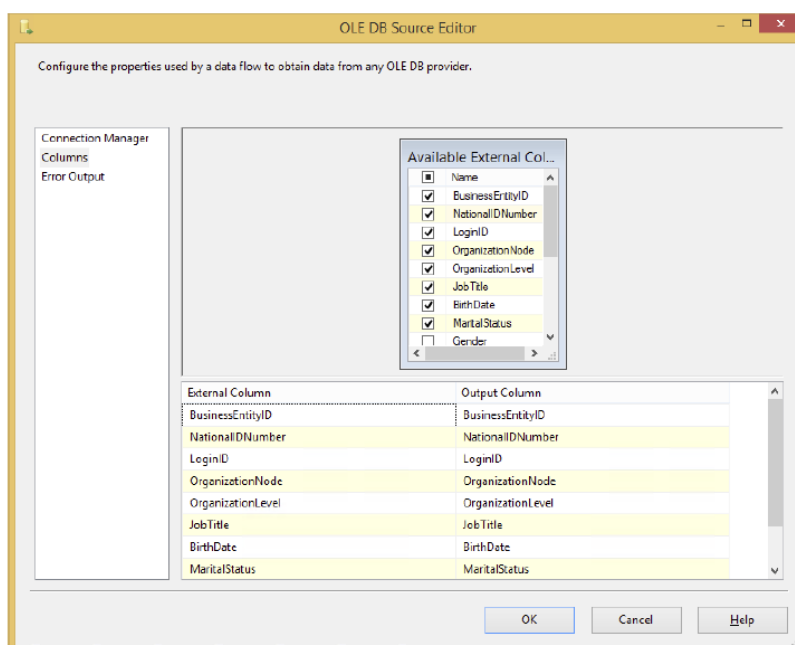 OLE DB Source Editor
Configure the properties used by a data flow to obtain data from any OLE DB provider.
Connection Manager
Columns
Error Output
Available External Col...
Name
BusinessEntityID
NationalIDNumber
LoginID
OrganizationNode
OrganizationLevel
JobTitle
BirthDate
MaritalStatus
Gender
External Column Output Column
BusinessEntityID BusinessEntityID
NationalIDNumber NationalIDNumber
LoginID LoginID
OrganizationNode OrganizationNode
OrganizationLevel OrganizationLevel
JobTitle JobTitle
BirthDate BirthDate
MaritalStatus MaritalStatus
OK Cancel Help